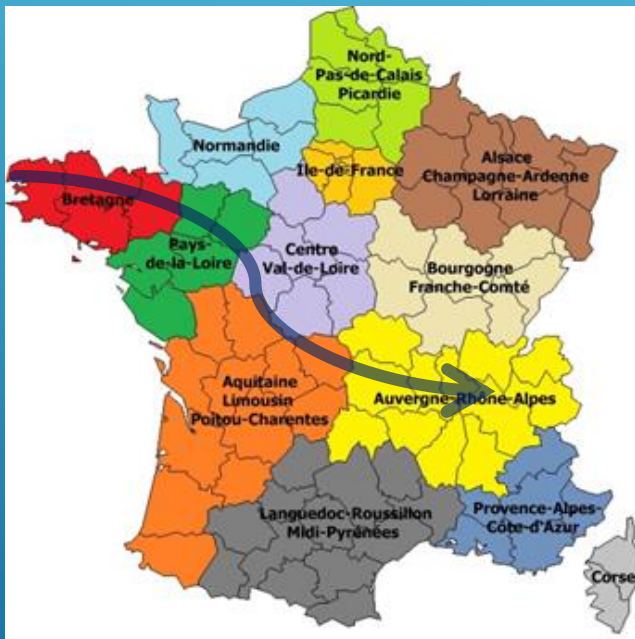 Nord-
Pas-de-Calais
Picardie
Normandie
Ile-de-France
Alsace
Champagne-Ardenne
Lorraine
Bretagne
Pays-
de-la-Loire
Centre
Val-de-Loire
Bourgogne
Franche-Comté
Aquitaine
Limousin
Poitou-Charentes
Auvergne-Rhône-Alpes
Languedoc-Roussillon
Midi-Pyrénées
Provence-Alpes-
Côte-d'Azur
Corse